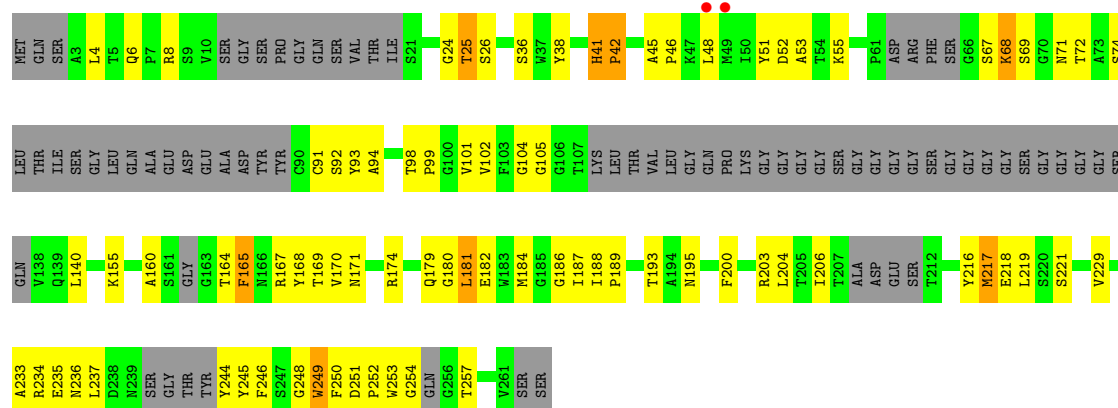 MET GLN SER A3 L4 T5 Q6 P7 R8 S9 V10 SER GLY SER PRO GLY GLN SER VAL THR ILE S21 G24 T25 S26 S36 W37 Y38 H41 P42 A45 P46 K47 L48 M49 I50 Y51 D52 A53 T54 K55 P61 ASP ARG PHE SER G66 S67 K68 S69 G70 N71 T72 A73 S74
LEU THR ILE SER GLY LEU GLN ALA GLU ASP GLU ALA ASP TYR TYR C90 C91 S92 Y93 A94 T98 P99 G100 V101 V102 F103 G104 G105 G106 T107 LYS LEU THR VAL LEU GLY GLN PRO LYS GLY GLY GLY GLY SER GLY GLY GLY GLY SER GLY GLY GLY GLY SER GLY GLY GLY GLY SER
GLN V138 Q139 L140 K155 A160 S161 GLY G163 T164 F165 N166 R167 Y168 T169 V170 N171 R174 Q179 G180 L181 E182 W183 M184 G185 G186 I187 I188 P189 T193 A194 N195 F200 R203 L204 T205 I206 T207 ALA ASP GLU SER T212 Y216 M217 E218 L219 S220 S221 V229
A233 R234 E235 N236 L237 D238 N239 SER GLY THR TYR Y244 Y245 F246 S247 G248 W249 F250 D251 P252 W253 G254 GLN G256 T257 V261 SER SER